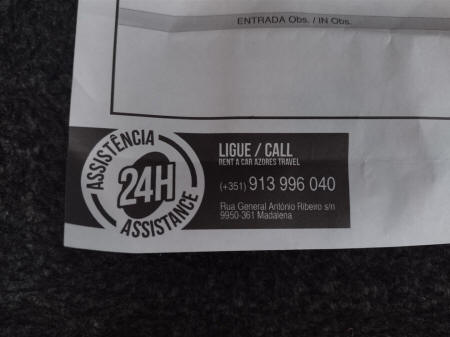 ENTRADA Obs. / IN Obs.
ASSISTÊNCIA
24H
ASSISTANCE
LIGUE / CALL
RENT A CAR AZORES TRAVEL
(+351) 913 996 040
Rua General António Ribeiro s/n
9950-361 Madalena